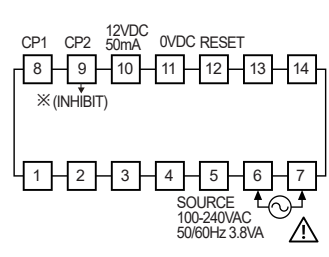 12VDC
CP1 CP2 50mA 0VDC RESET
8 9 10 11 12 13 14
※(INHIBIT)
1 2 3 4 5 6 7
SOURCE
100-240VAC
50/60Hz 3.8VA